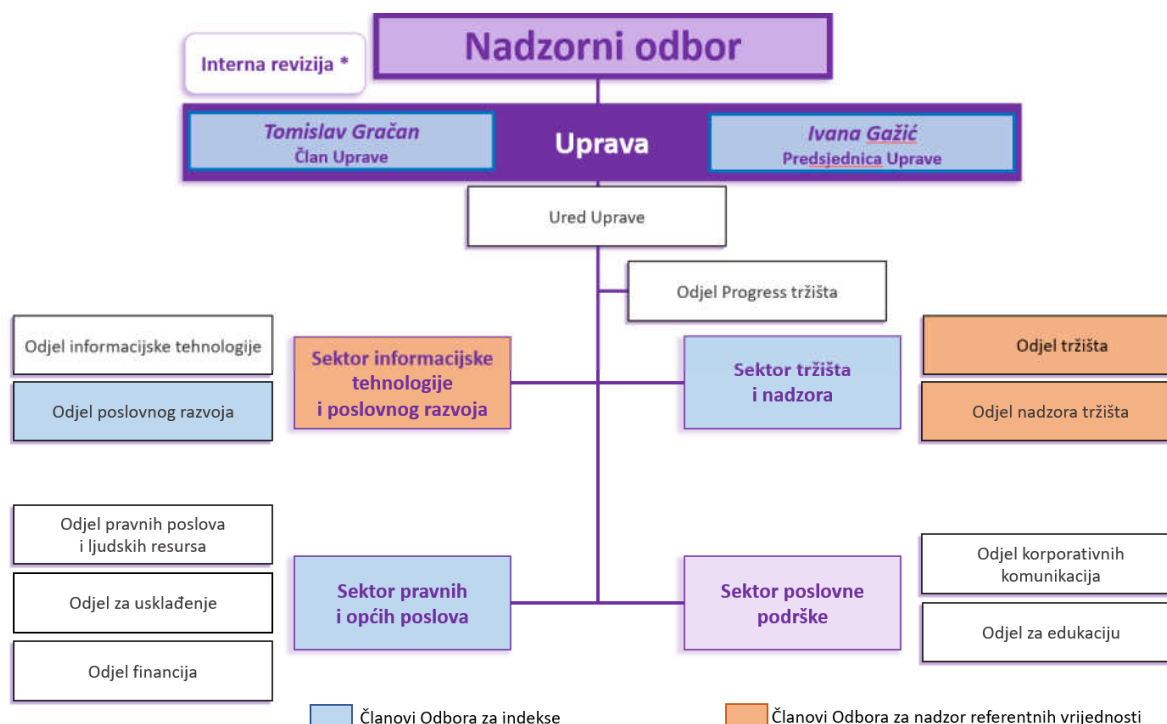 Nadzorni odbor
Interna revizija *
Tomislav Gračan
Član Uprave
Uprava
Ivana Gažić
Predsjednica Uprave
Ured Uprave
Odjel Progress tržišta
Odjel informacijske tehnologije
Odjel poslovnog razvoja
Sektor informacijske
tehnologije
i poslovnog razvoja
Sektor tržišta
i nadzora
Odjel tržišta
Odjel nadzora tržišta
Odjel pravnih poslova
i ljudskih resursa
Odjel za usklađenje
Odjel financija
Sektor pravnih
i općih poslova
Sektor poslovne
podrške
Odjel korporativnih
komunikacija
Odjel za edukaciju
Članovi Odbora za indekse
Članovi Odbora za nadzor referentnih vrijednosti